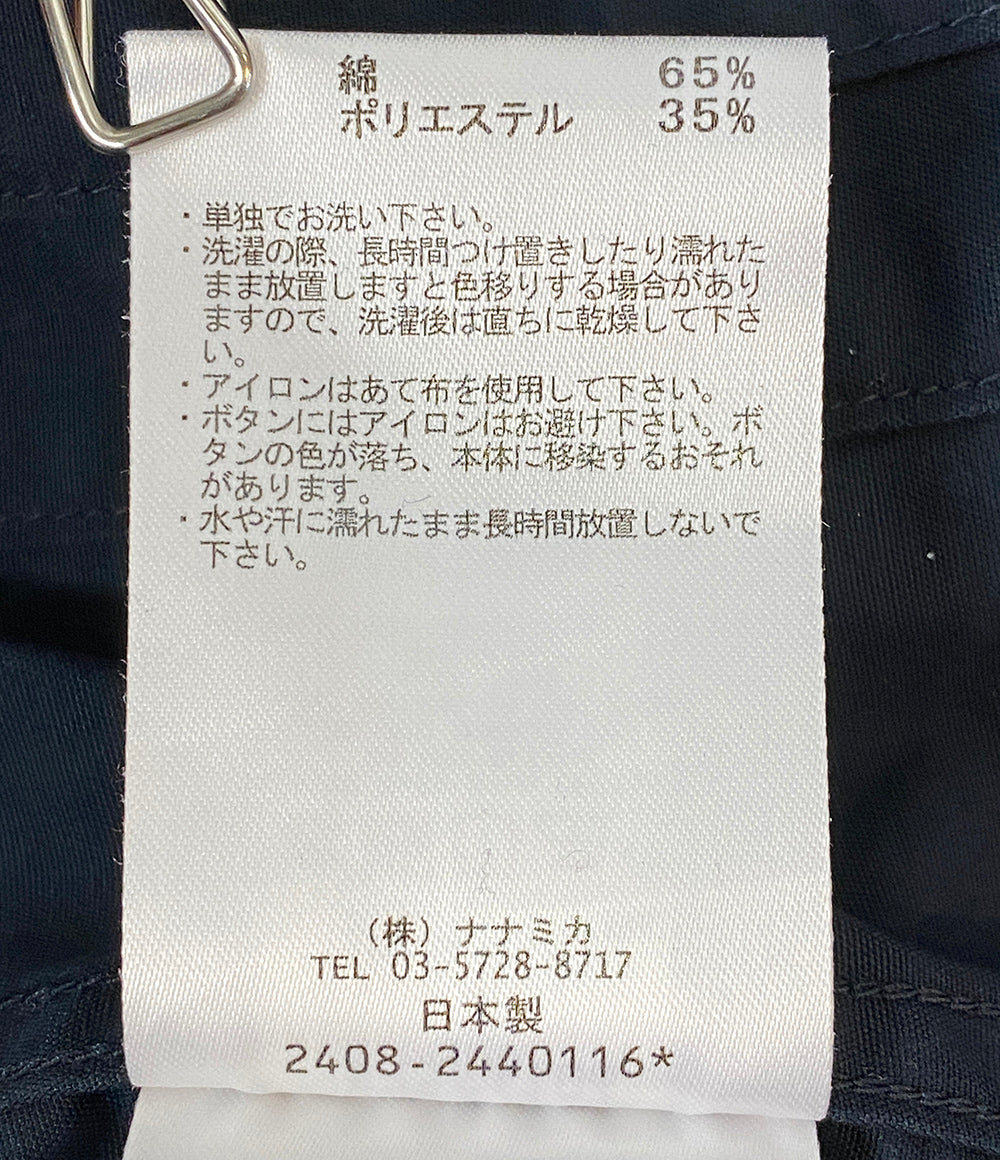 綿 65%
ポリエステル 35%
・単独でお洗い下さい。
・洗濯の際、長時間つけ置きしたり濡れた
まま放置しますと色移りする場合があり
ますので、洗濯後は直ちに乾燥して下さ
い。
・アイロンはあて布を使用して下さい。
・ボタンにはアイロンはお避け下さい。ボ
タンの色が落ち、本体に移染するおそれ
があります。
・水や汗に濡れたまま長時間放置しないで
下さい。
(株) ナナミカ
TEL 03-5728-8717
日本製
2408-2440116*